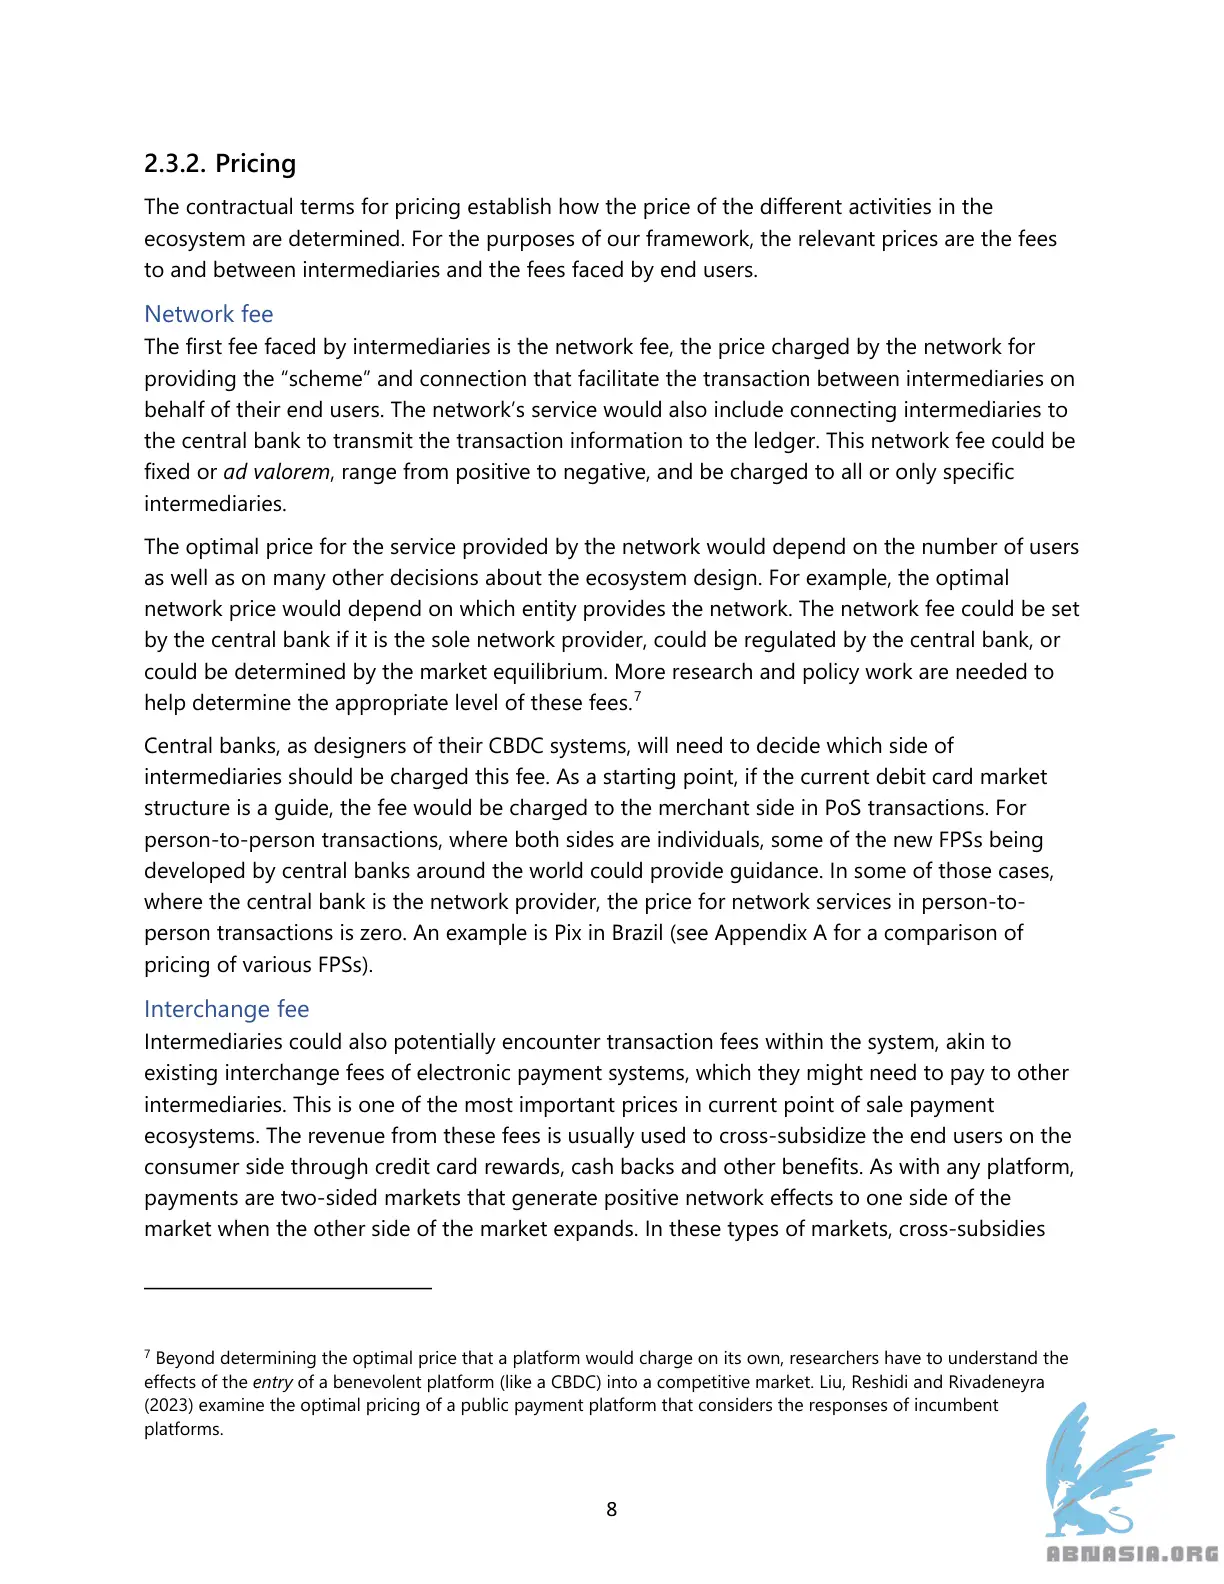 2.3.2. Pricing
The contractual terms for pricing establish how the price of the different activities in the
ecosystem are determined. For the purposes of our framework, the relevant prices are the fees
to and between intermediaries and the fees faced by end users.
Network fee
The first fee faced by intermediaries is the network fee, the price charged by the network for
providing the “scheme” and connection that facilitate the transaction between intermediaries on
behalf of their end users. The network’s service would also include connecting intermediaries to
the central bank to transmit the transaction information to the ledger. This network fee could be
fixed or ad valorem, range from positive to negative, and be charged to all or only specific
intermediaries.
The optimal price for the service provided by the network would depend on the number of users
as well as on many other decisions about the ecosystem design. For example, the optimal
network price would depend on which entity provides the network. The network fee could be set
by the central bank if it is the sole network provider, could be regulated by the central bank, or
could be determined by the market equilibrium. More research and policy work are needed to
help determine the appropriate level of these fees.7
Central banks, as designers of their CBDC systems, will need to decide which side of
intermediaries should be charged this fee. As a starting point, if the current debit card market
structure is a guide, the fee would be charged to the merchant side in PoS transactions. For
person-to-person transactions, where both sides are individuals, some of the new FPSs being
developed by central banks around the world could provide guidance. In some of those cases,
where the central bank is the network provider, the price for network services in person-to-
person transactions is zero. An example is Pix in Brazil (see Appendix A for a comparison of
pricing of various FPSs).
Interchange fee
Intermediaries could also potentially encounter transaction fees within the system, akin to
existing interchange fees of electronic payment systems, which they might need to pay to other
intermediaries. This is one of the most important prices in current point of sale payment
ecosystems. The revenue from these fees is usually used to cross-subsidize the end users on the
consumer side through credit card rewards, cash backs and other benefits. As with any platform,
payments are two-sided markets that generate positive network effects to one side of the
market when the other side of the market expands. In these types of markets, cross-subsidies
7 Beyond determining the optimal price that a platform would charge on its own, researchers have to understand the
effects of the entry of a benevolent platform (like a CBDC) into a competitive market. Liu, Reshidi and Rivadeneyra
(2023) examine the optimal pricing of a public payment platform that considers the responses of incumbent
platforms.
8
ABNASIA.ORG